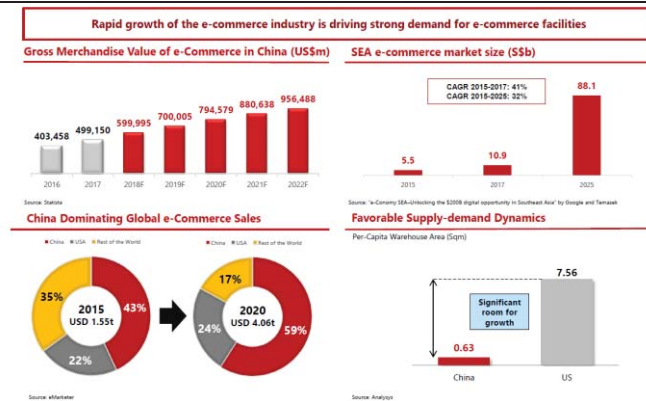 Rapid growth of the e-commerce industry is driving strong demand for e-commerce facilities
Gross Merchandise Value of e-Commerce in China (US$m)
403,458
499,150
599,995
700,005
794,579
880,638
956,488
2016
2017
2018F
2019F
2020F
2021F
2022F
Source: Statista
SEA e-commerce market size (S$b)
CAGR 2015-2017: 41%
CAGR 2015-2025: 32%
5.5
10.9
88.1
2015
2017
2025
Source: "e-Conomy SEA-Unlocking the $200B digital opportunity in Southeast Asia" by Google and Temasek
China Dominating Global e-Commerce Sales
China USA Rest of the World
35%
43%
22%
2015
USD 1.55t
China USA Rest of the World
17%
24%
59%
2020
USD 4.06t
Source: eMarketer
Favorable Supply-demand Dynamics
Per-Capita Warehouse Area (Sqm)
7.56
Significant
room for
growth
0.63
China
US
Source: Analysys